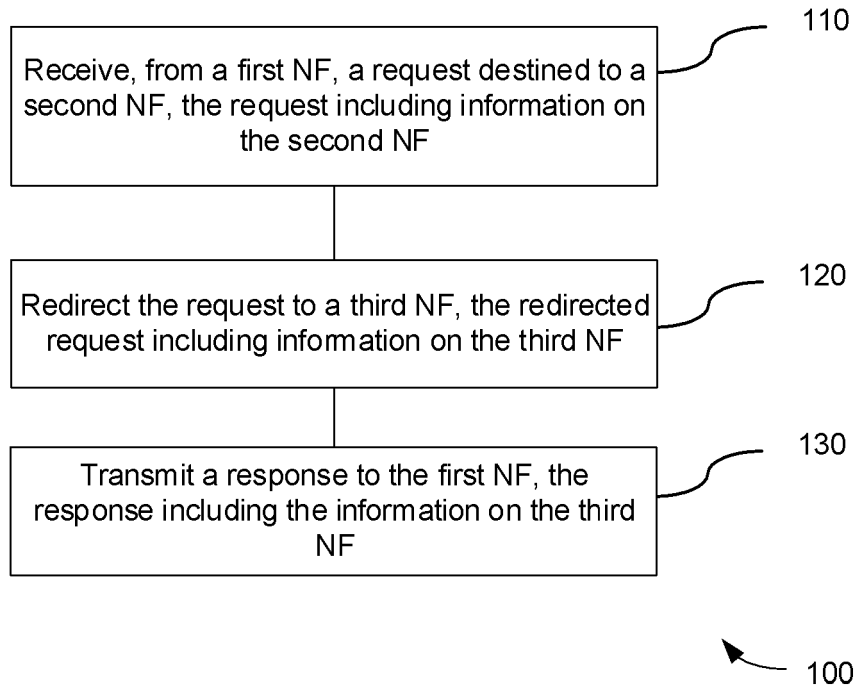 110
Receive, from a first NF, a request destined to a
second NF, the request including information on
the second NF
120
Redirect the request to a third NF, the redirected
request including information on the third NF
130
Transmit a response to the first NF, the
response including the information on the third
NF
100